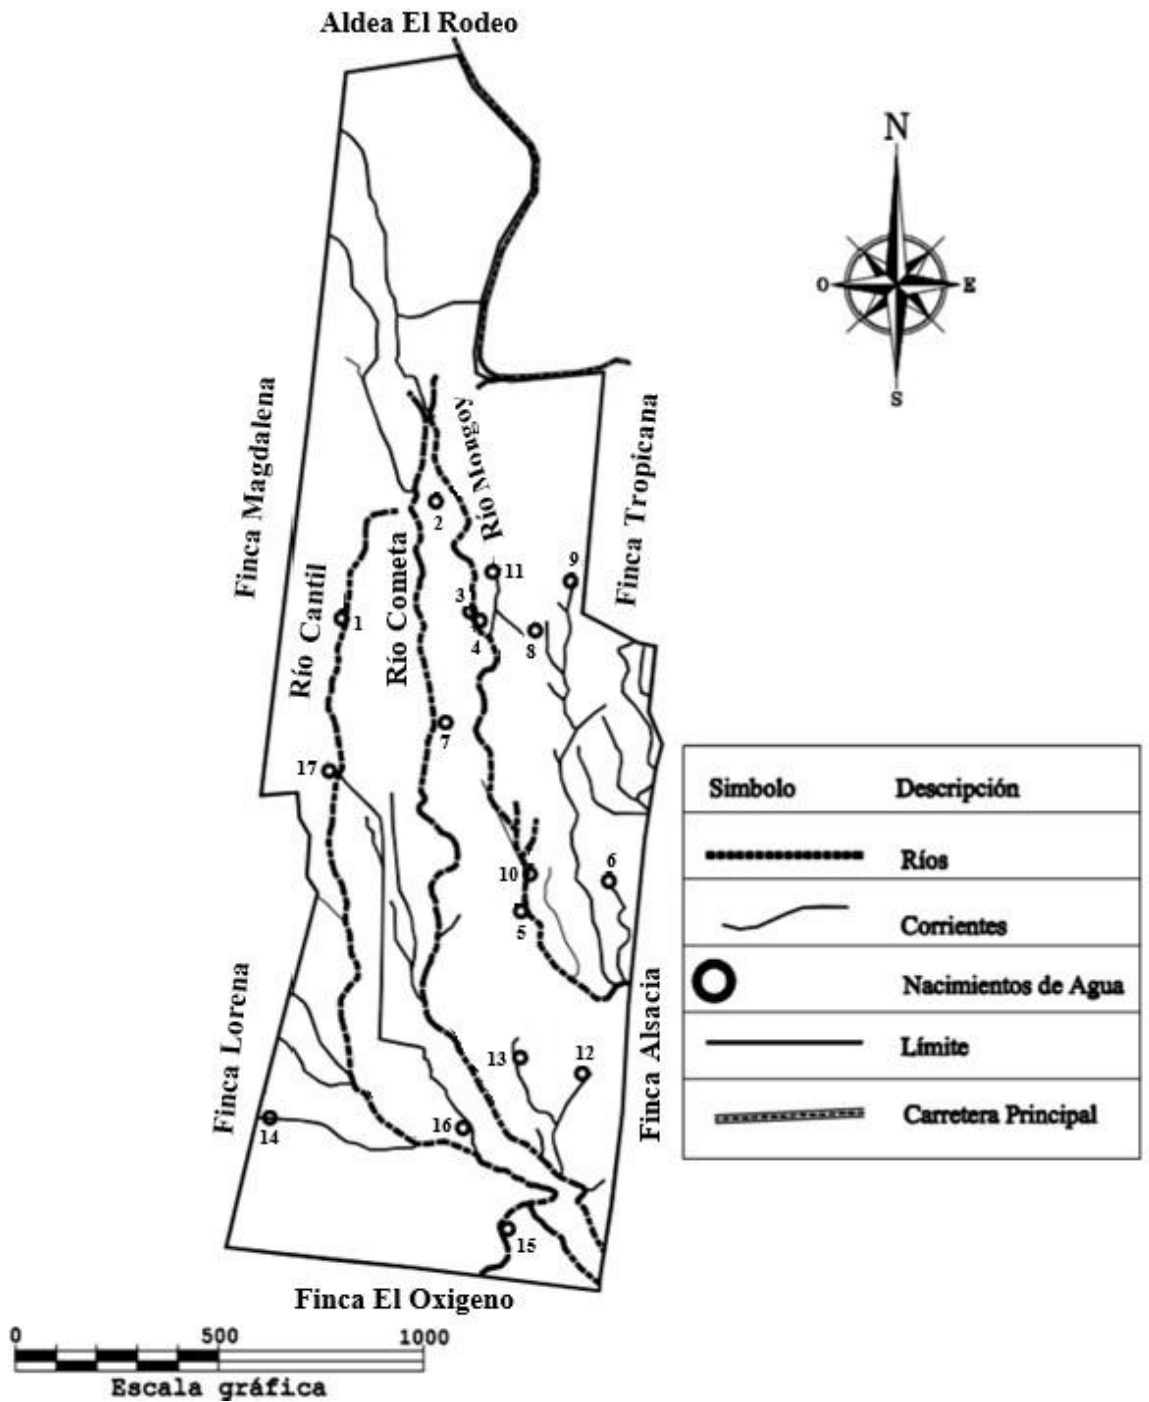 Aldea El Rodeo
N
O
E
S
Finca Magdalena
Río Mongoy
Finca Tropicana
2
Río Cantil
Río Cometa
11
9
3
1
4
8
7
17
Simbolo Descripción
Ríos
Corrientes
Nacimientos de Agua
Límite
Carretera Principal
10
6
5
Finca Lorena
Finca Alsacia
13
12
14
16
15
Finca El Oxigeno
0 500 1000
Escala gráfica